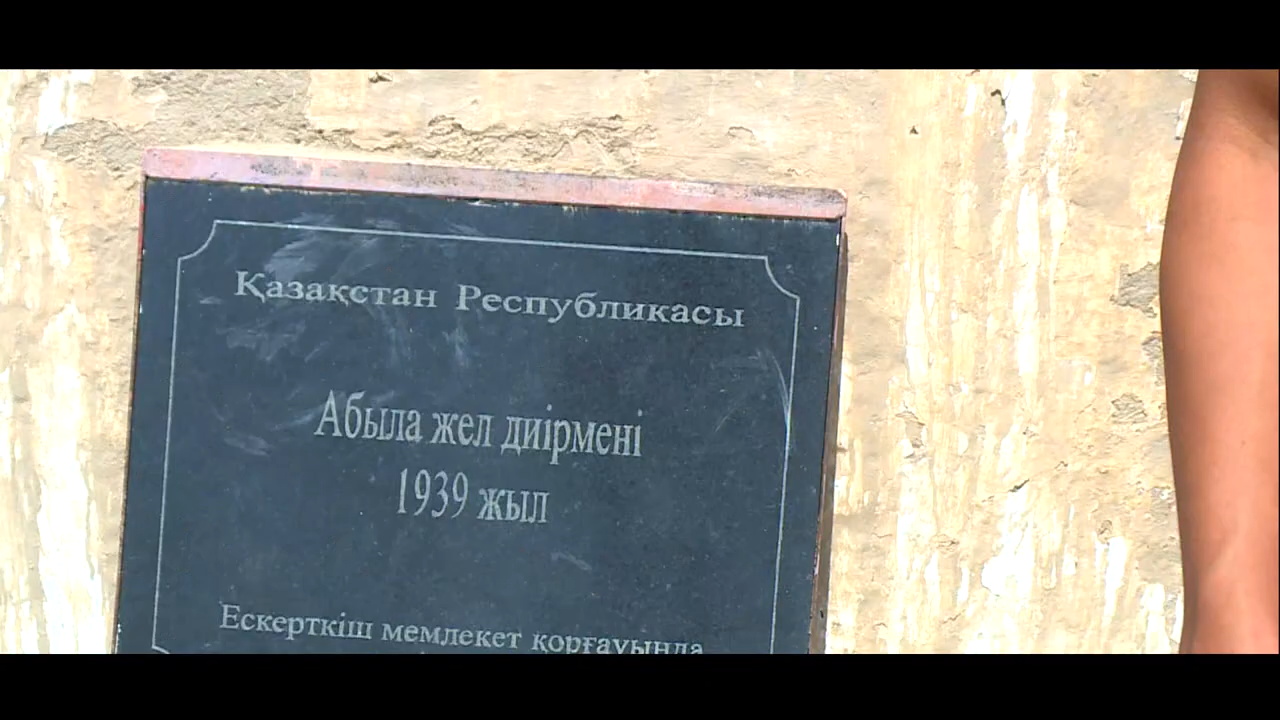 Қазақстан Республикасы
Абыла жел диірмені
1939 жыл
Ескерткіш мемлекет қорғауында